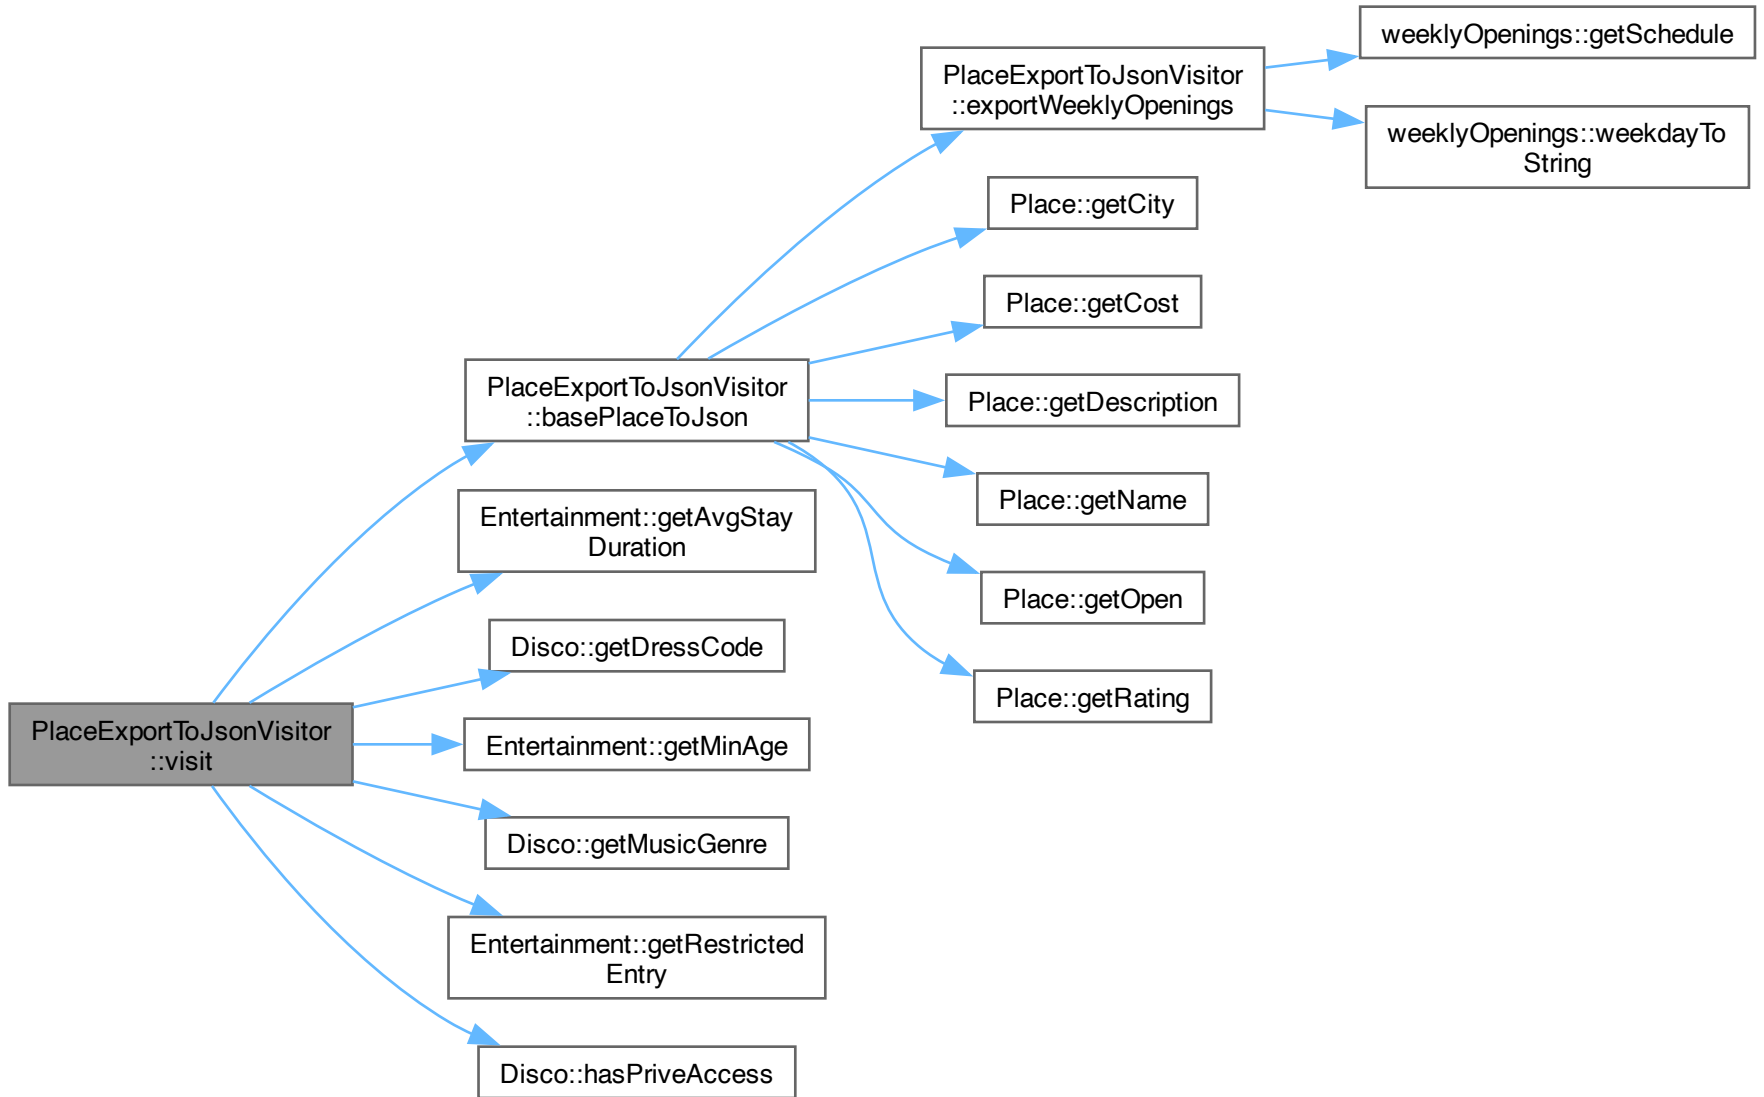 weeklyOpenings::getSchedule
PlaceExportToJsonVisitor
::exportWeeklyOpenings
weeklyOpenings::weekdayTo
String
Place::getCity
Place::getCost
PlaceExportToJsonVisitor
::basePlaceToJson
Place::getDescription
Place::getName
Entertainment::getAvgStay
Duration
Place::getOpen
Disco::getDressCode
Place::getRating
PlaceExportToJsonVisitor
::visit
Entertainment::getMinAge
Disco::getMusicGenre
Entertainment::getRestricted
Entry
Disco::hasPriveAccess